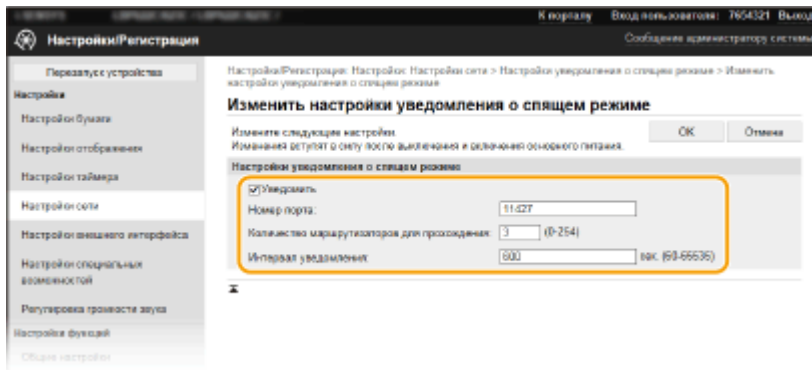 К порталу Вход пользователя: 7654321 Выход
Настройки/Регистрация
Сообщение администратору системы
Перезапуск устройства
Настройки
Настройки бумаги
Настройки отображения
Настройки таймера
Настройки сети
Настройки внешнего интерфейса
Настройки специальных
возможностей
Регулировка громкости звука
Настройки функций
Общие настройки
Настройка/Регистрация: Настройки: Настройки сети > Настройки уведомления о спящем режиме > Изменить
настройки уведомления о спящем режиме
Изменить настройки уведомления о спящем режиме
Измените следующие настройки.
Изменения вступят в силу после выключения и включения основного питания.
OK Отмена
Настройки уведомления о спящем режиме
Уведомить
Номер порта: 11427
Количество маршрутизаторов для прохождения: 3 (0-254)
Интервал уведомления: 600 сек. (60-65535)